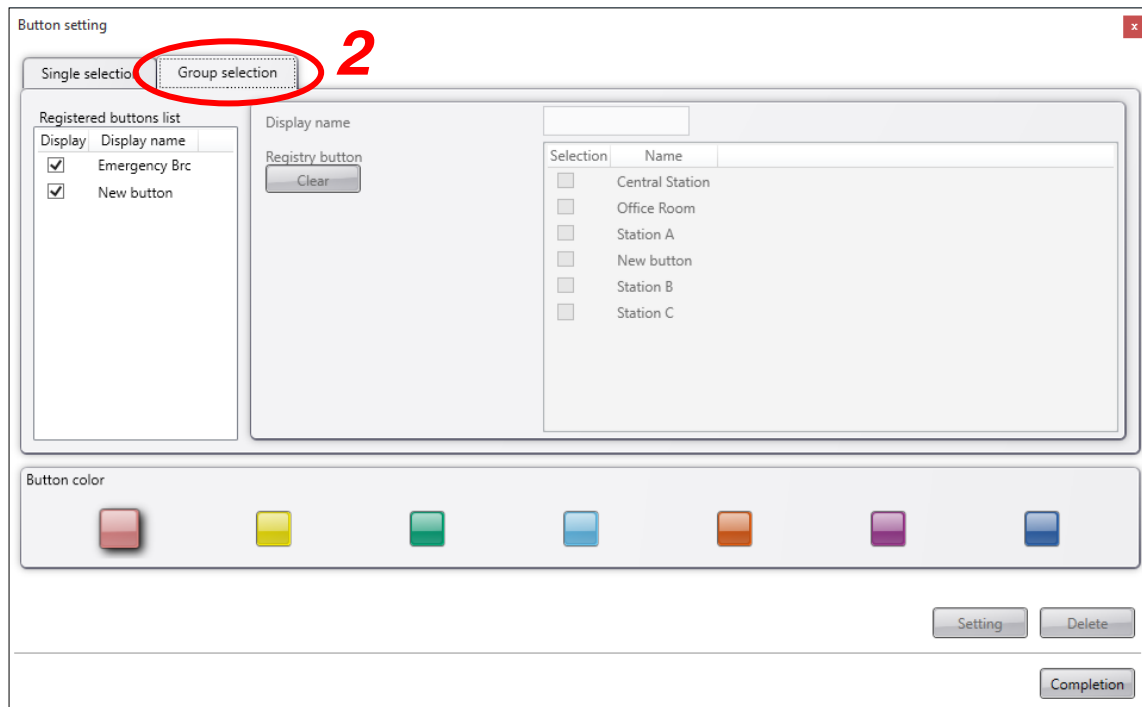 Button setting
x
2
Single selection
Group selection
Registered buttons list
Display Display name
Emergency Brc
New button
Display name
Registry button
Clear
Selection Name
Central Station
Office Room
Station A
New button
Station B
Station C
Button color
Setting
Delete
Completion